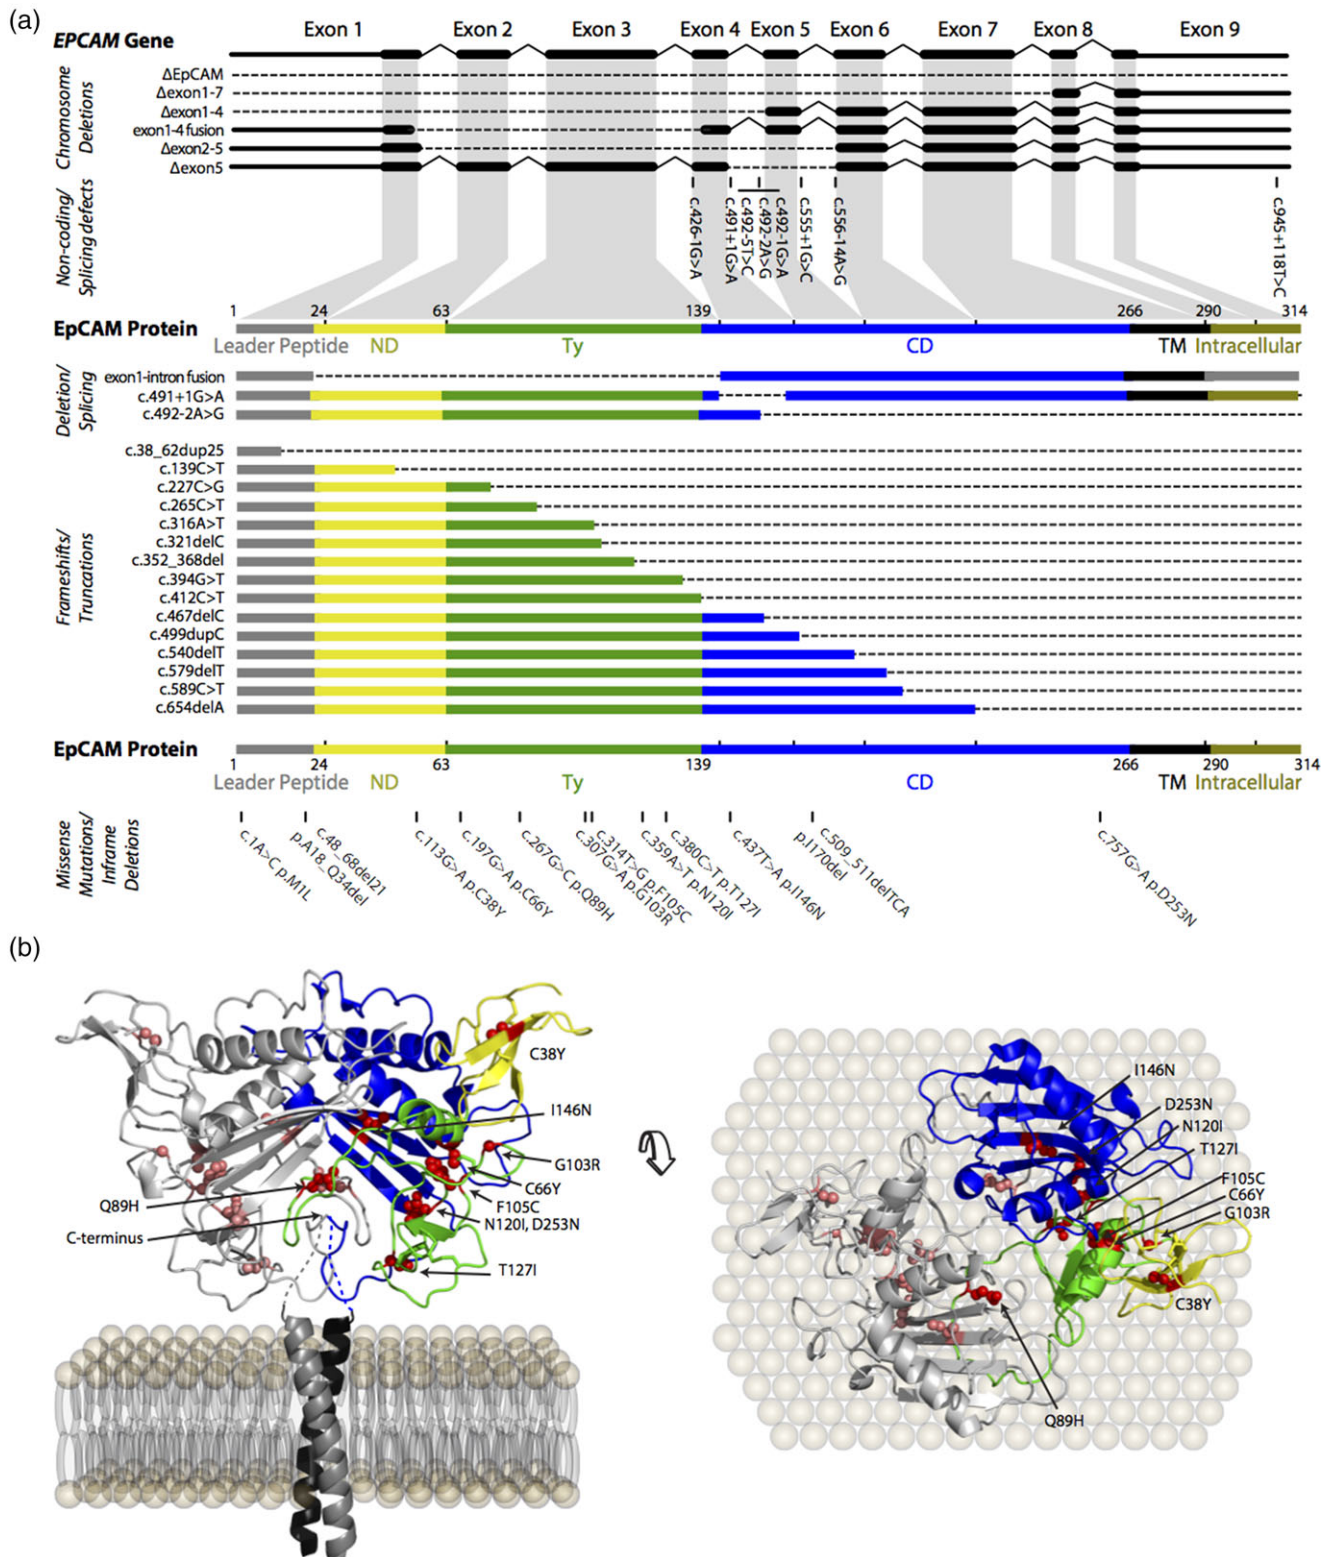 (a)
EPCAM Gene
Exon 1 Exon 2 Exon 3 Exon 4 Exon 5 Exon 6 Exon 7 Exon 8 Exon 9
Chromosome
Deletions
ΔEpCAM
Δexon1-7
Δexon1-4
exon1-4 fusion
Δexon2-5
Δexon5
Non-coding/
Splicing defects
c.426-1G>A
c.491+1G>A
c.492-5T>C
c.492-2A>G
c.492-1G>A
c.555+1G>C
c.556-14A>G
c.945+118T>C
1 24 63 139 266 290 314
EpCAM Protein
Leader Peptide ND Ty CD TM Intracellular
Deletion/
Splicing
exon1-intron fusion
c.491+1G>A
c.492-2A>G
Frameshifts/
Truncations
c.38_62dup25
c.139C>T
c.227C>G
c.265C>T
c.316A>T
c.321delC
c.352_368del
c.394G>T
c.412C>T
c.467delC
c.499dupC
c.540delT
c.579delT
c.589C>T
c.654delA
EpCAM Protein
1 24 63 139 266 290 314
Leader Peptide ND Ty CD TM Intracellular
Missense
Mutations/
Inframe
Deletions
c.1A>C p.M1L
c.48_68del21
p.A18_Q34del
c.113G>A p.C38Y
c.197G>A p.C66Y
c.267G>C p.Q89H
c.307G>A p.G103R
c.314T>G p.F105C
c.359A>T p.N120I
c.380C>T p.T127I
c.437T>A p.I146N
c.509_511delTCA
p.I170del
c.757G>A p.D253N
(b)
C38Y
I146N
G103R
C66Y
F105C
N120I, D253N
T127I
Q89H
C-terminus
I146N
D253N
N120I
T127I
F105C
C66Y
G103R
C38Y
Q89H